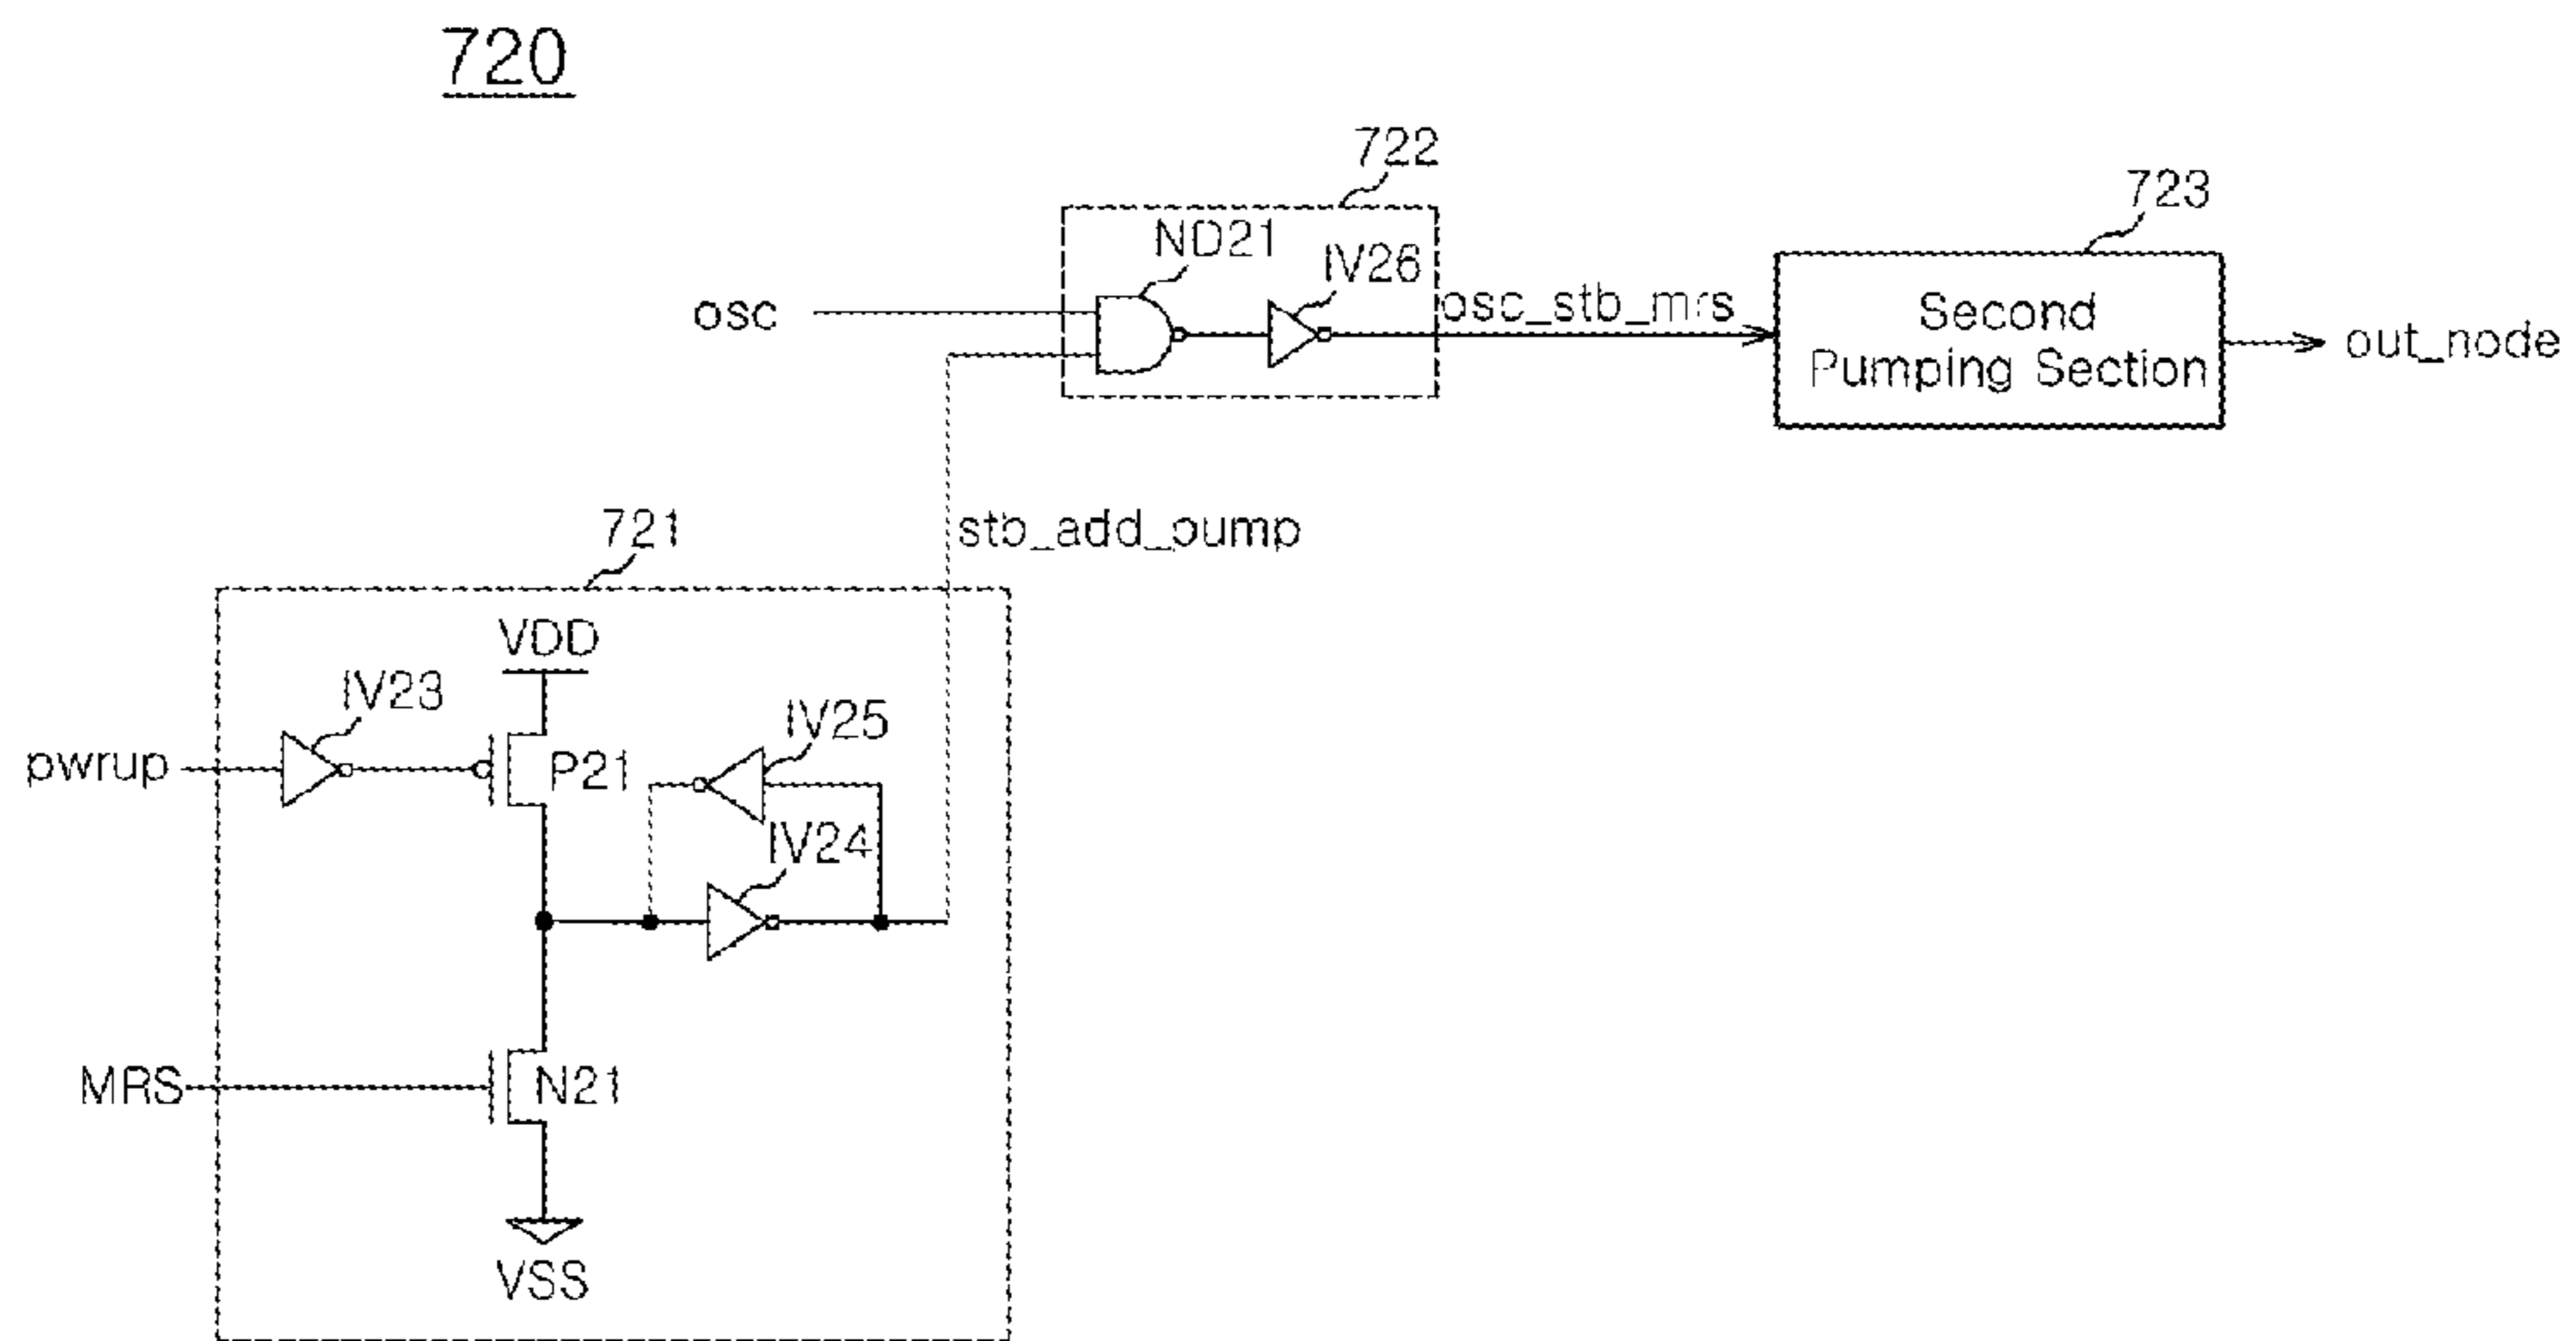 720
722
723
ND21
IV26
osc
osc_stb_mrs
Second
Pumping Section
out_node
stb_add_pump
721
VDD
IV23
IV25
pwrup
P21
IV24
MRS
N21
VSS